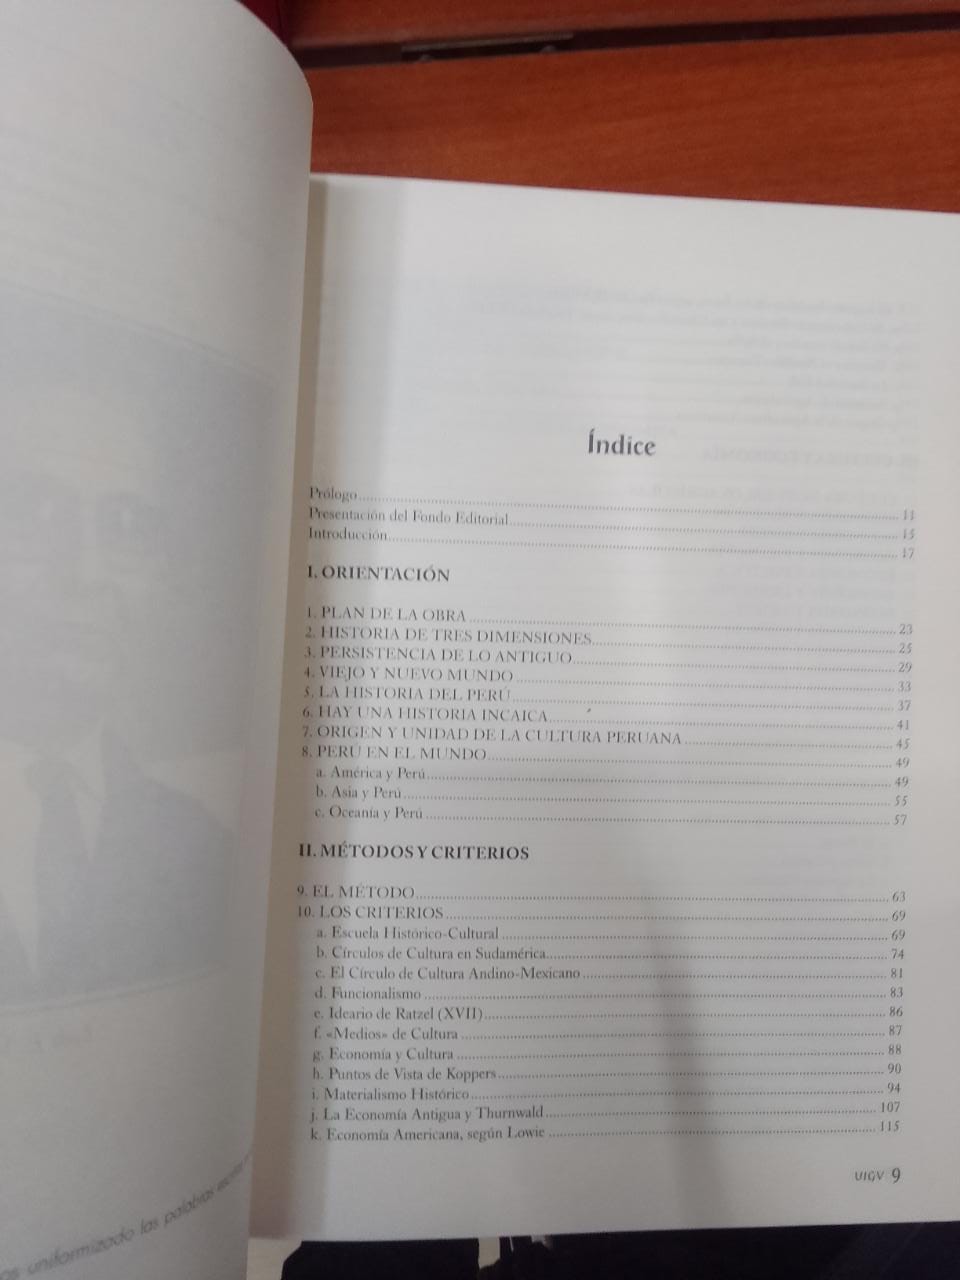 Índice
Prólogo 11
Presentación del Fondo Editorial 15
Introducción 17
I. ORIENTACIÓN
1. PLAN DE LA OBRA 23
2. HISTORIA DE TRES DIMENSIONES 25
3. PERSISTENCIA DE LO ANTIGUO 29
4. VIEJO Y NUEVO MUNDO 33
5. LA HISTORIA DEL PERÚ 37
6. HAY UNA HISTORIA INCAICA 41
7. ORIGEN Y UNIDAD DE LA CULTURA PERUANA 45
8. PERÚ EN EL MUNDO 49
a. América y Perú 49
b. Asia y Perú 55
c. Oceanía y Perú 57
II. MÉTODOS Y CRITERIOS
9. EL MÉTODO 63
10. LOS CRITERIOS 69
a. Escuela Histórico-Cultural 69
b. Círculos de Cultura en Sudamérica 74
c. El Círculo de Cultura Andino-Mexicano 81
d. Funcionalismo 83
e. Ideario de Ratzel (XVII) 86
f. «Medios» de Cultura 87
g. Economía y Cultura 88
h. Puntos de Vista de Koppers 90
i. Materialismo Histórico 94
j. La Economía Antigua y Thurnwald 107
k. Economía Americana, según Lowie 115
UIGV 9
uniformizado las palabras